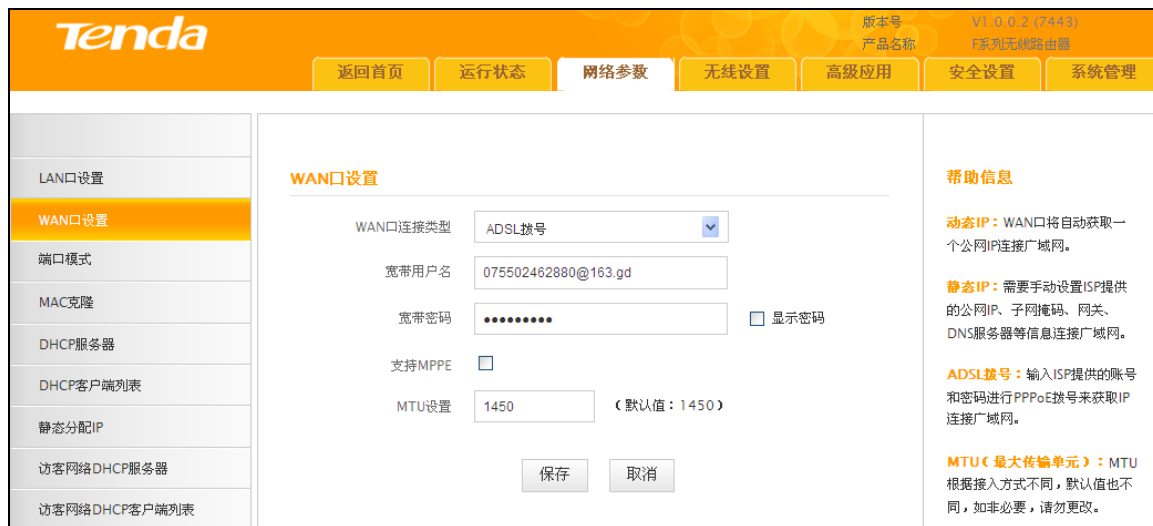 Tenda
版本号 V1.0.0.2 (7443)
产品名称 F系列无线路由器
返回首页 运行状态 网络参数 无线设置 高级应用 安全设置 系统管理
LAN口设置
WAN口设置
端口模式
MAC克隆
DHCP服务器
DHCP客户端列表
静态分配IP
访客网络DHCP服务器
访客网络DHCP客户端列表
WAN口设置
WAN口连接类型 ADSL拨号
宽带用户名 075502462880@163.gd
宽带密码 ●●●●●●●●● 显示密码
支持MPPE
MTU设置 1450 (默认值：1450)
保存 取消
帮助信息
动态IP：WAN口将自动获取一
个公网IP连接广域网。
静态IP：需要手动设置ISP提供
的公网IP、子网掩码、网关、
DNS服务器等信息连接广域网。
ADSL拨号：输入ISP提供的账号
和密码进行PPPoE拨号来获取IP
连接广域网。
MTU（最大传输单元）：MTU
根据接入方式不同，默认值也不
同，如非必要，请勿更改。